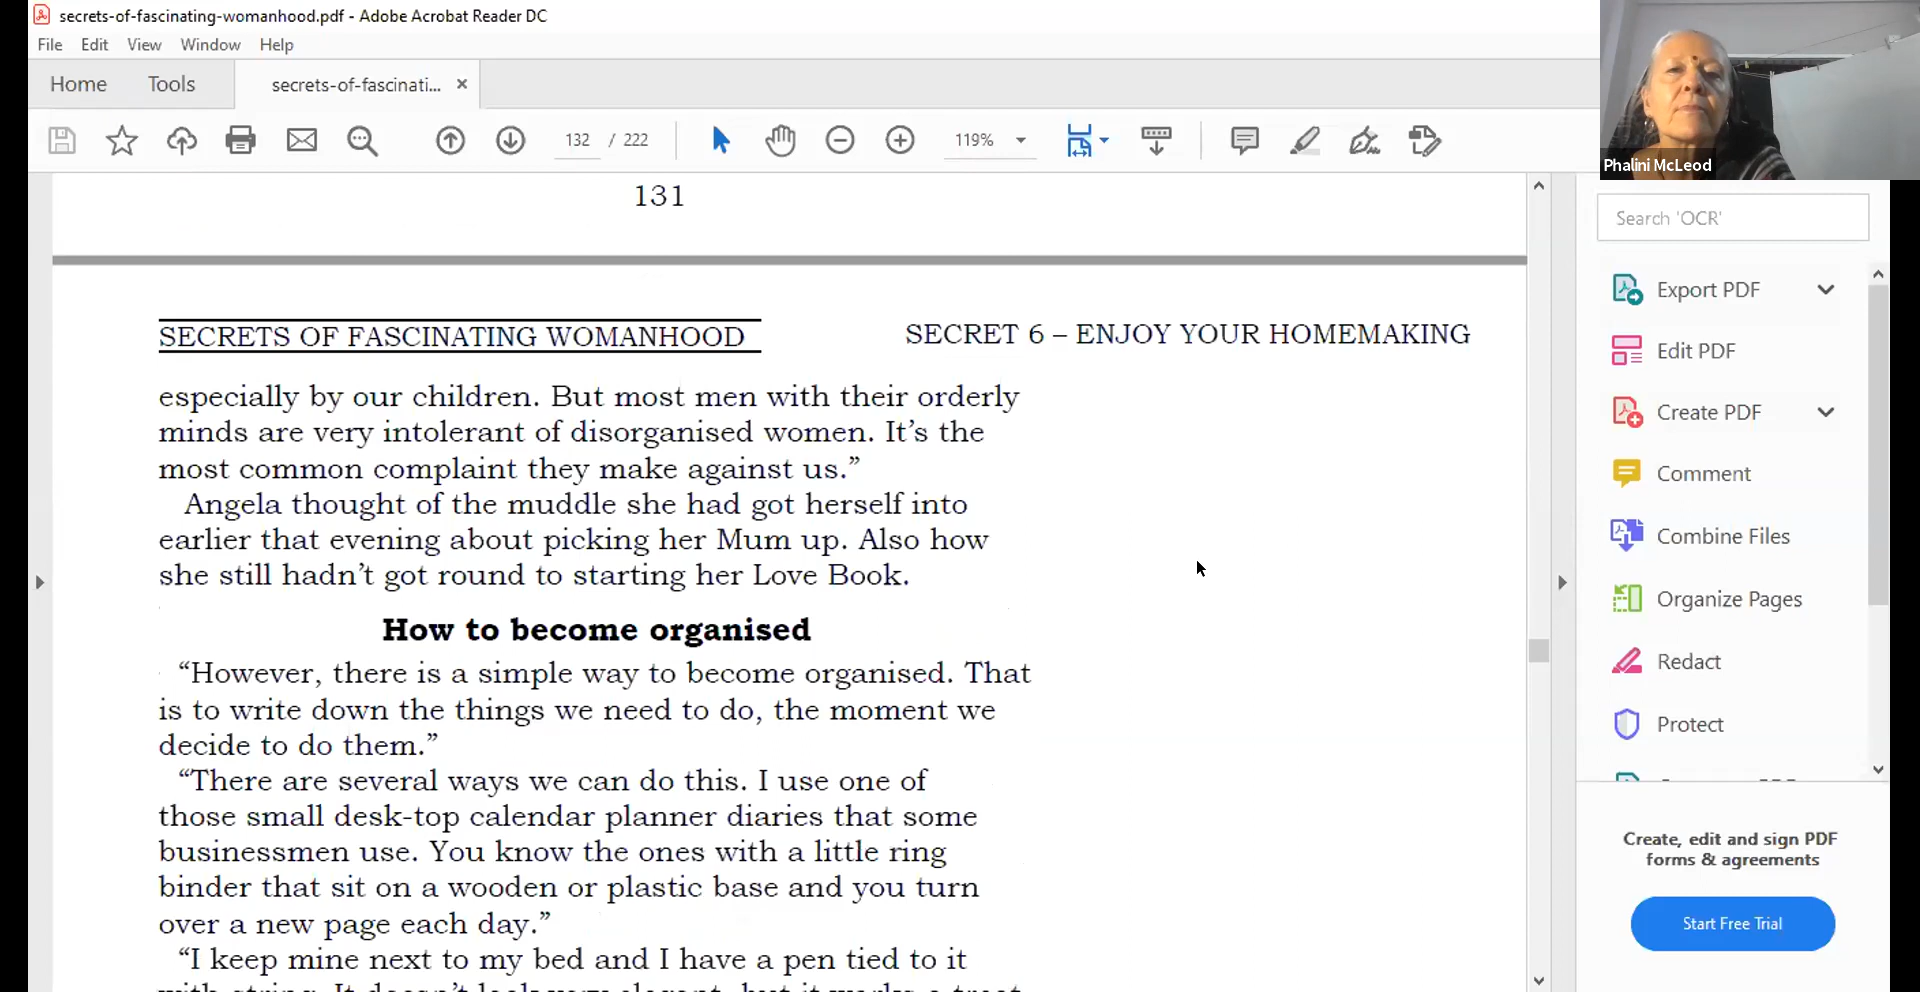 secrets-of-fascinating-womanhood.pdf - Adobe Acrobat Reader DC
File Edit View Window Help
Home Tools secrets-of-fascinati... ×
132 / 222 119%
Phalini McLeod
131
SECRETS OF FASCINATING WOMANHOOD SECRET 6 – ENJOY YOUR HOMEMAKING
especially by our children. But most men with their orderly
minds are very intolerant of disorganised women. It’s the
most common complaint they make against us.”
Angela thought of the muddle she had got herself into
earlier that evening about picking her Mum up. Also how
she still hadn’t got round to starting her Love Book.
How to become organised
“However, there is a simple way to become organised. That
is to write down the things we need to do, the moment we
decide to do them.”
“There are several ways we can do this. I use one of
those small desk-top calendar planner diaries that some
businessmen use. You know the ones with a little ring
binder that sit on a wooden or plastic base and you turn
over a new page each day.”
“I keep mine next to my bed and I have a pen tied to it
Search 'OCR'
Export PDF
Edit PDF
Create PDF
Comment
Combine Files
Organize Pages
Redact
Protect
Create, edit and sign PDF
forms & agreements
Start Free Trial